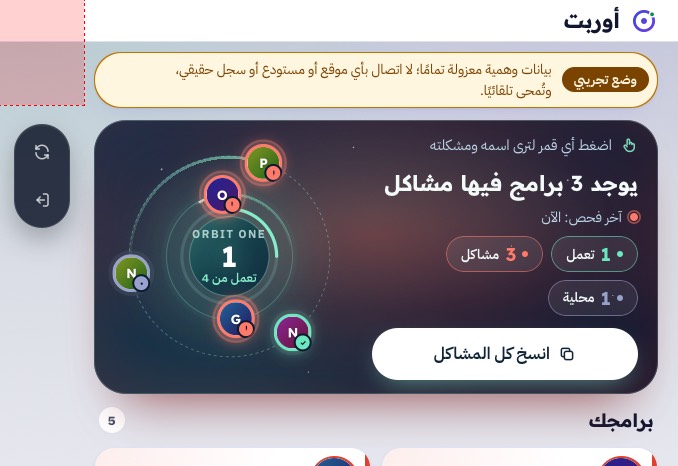 أوربت
وضع تجريبي
بيانات وهمية معزولة تمامًا؛ لا اتصال بأي موقع أو مستودع أو سجل حقيقي،
وتُمحى تلقائيًا.
اضغط أي قمر لترى اسمه ومشكلته
يوجد 3 برامج فيها مشاكل
آخر فحص: الآن
1 تعمل
3 مشاكل
1 محلية
انسخ كل المشاكل
P
O
ORBIT ONE
1
تعمل من 4
N
G
N
برامجك
5